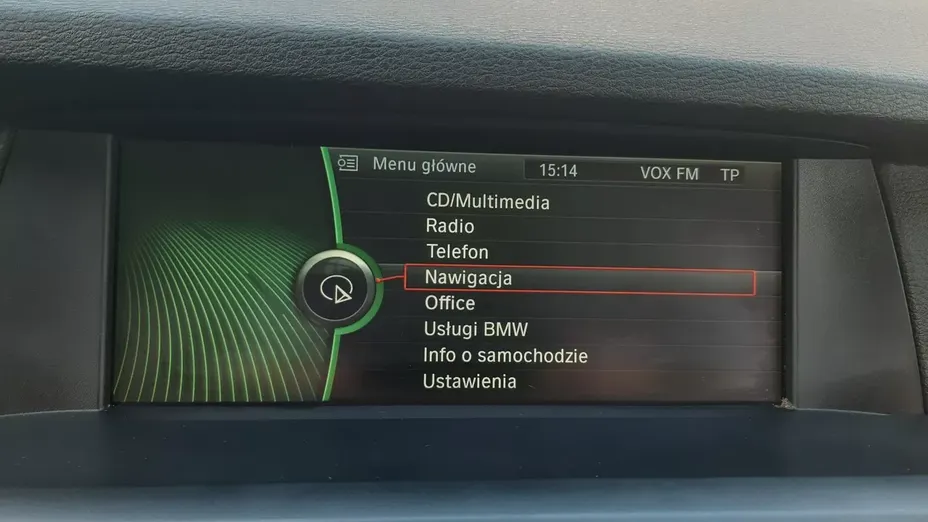 Menu główne 15:14 VOX FM TP
CD/Multimedia
Radio
Telefon
Nawigacja
Office
Usługi BMW
Info o samochodzie
Ustawienia